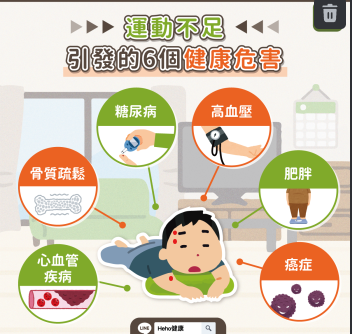 運動不足
引發的6個健康危害
糖尿病
高血壓
骨質疏鬆
肥胖
心血管
疾病
癌症
LINE
Heho健康